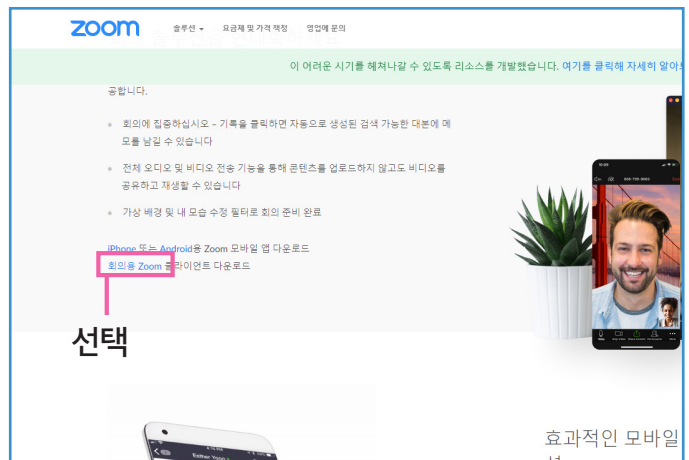 zoom 솔루션 요금제 및 가격 책정 영업에 문의
이 어려운 시기를 헤쳐나갈 수 있도록 리소스를 개발했습니다. 여기를 클릭해 자세히 알아
공합니다.
회의에 집중하십시오 – 기록을 클릭하면 자동으로 생성된 검색 가능한 대본에 메
모를 남길 수 있습니다
전체 오디오 및 비디오 전송 기능을 통해 콘텐츠를 업로드하지 않고도 비디오를
공유하고 재생할 수 있습니다
가상 배경 및 내 모습 수정 필터로 회의 준비 완료
iPhone 또는 Android용 Zoom 모바일 앱 다운로드
회의용 Zoom 클라이언트 다운로드
선택
효과적인 모바일